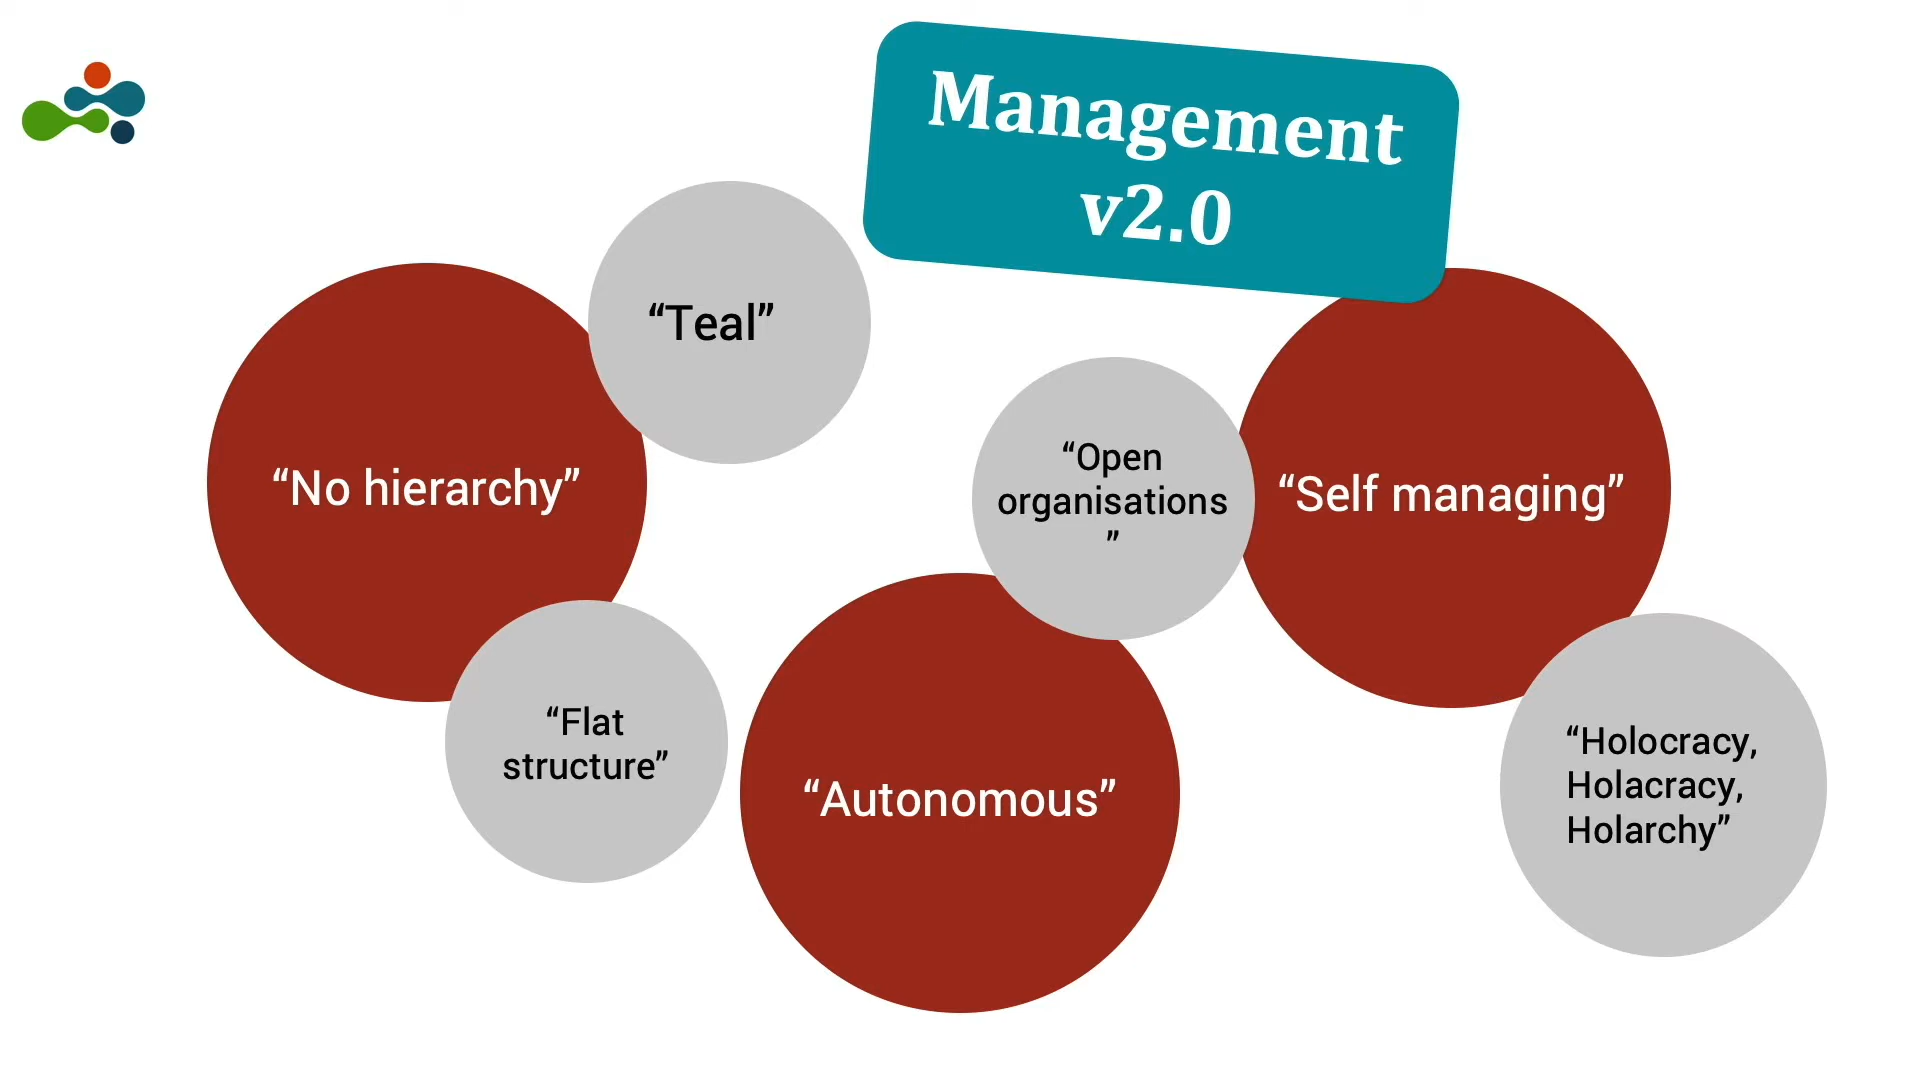 Management
v2.0
“Teal”
“No hierarchy”
“Open
organisations
”
“Self managing”
“Flat
structure”
“Autonomous”
“Holocracy,
Holacracy,
Holarchy”